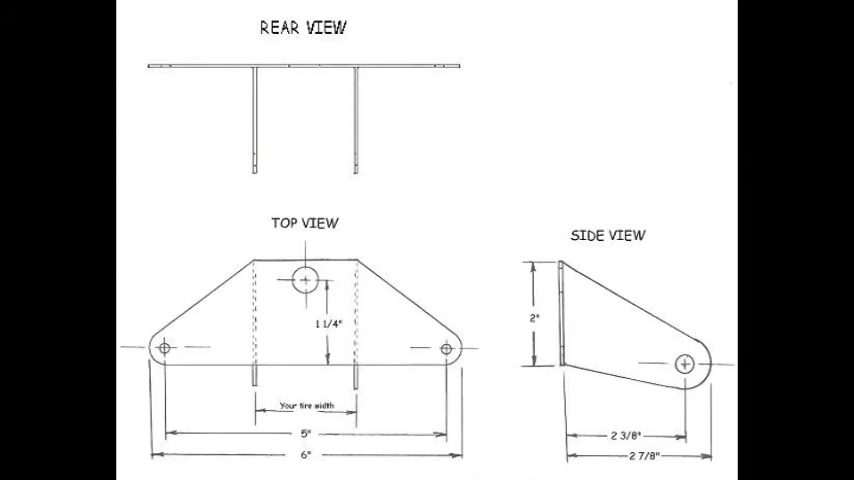 REAR VIEW
TOP VIEW
SIDE VIEW
1 1/4"
2"
Your tire width
5"
6"
2 3/8"
2 7/8"